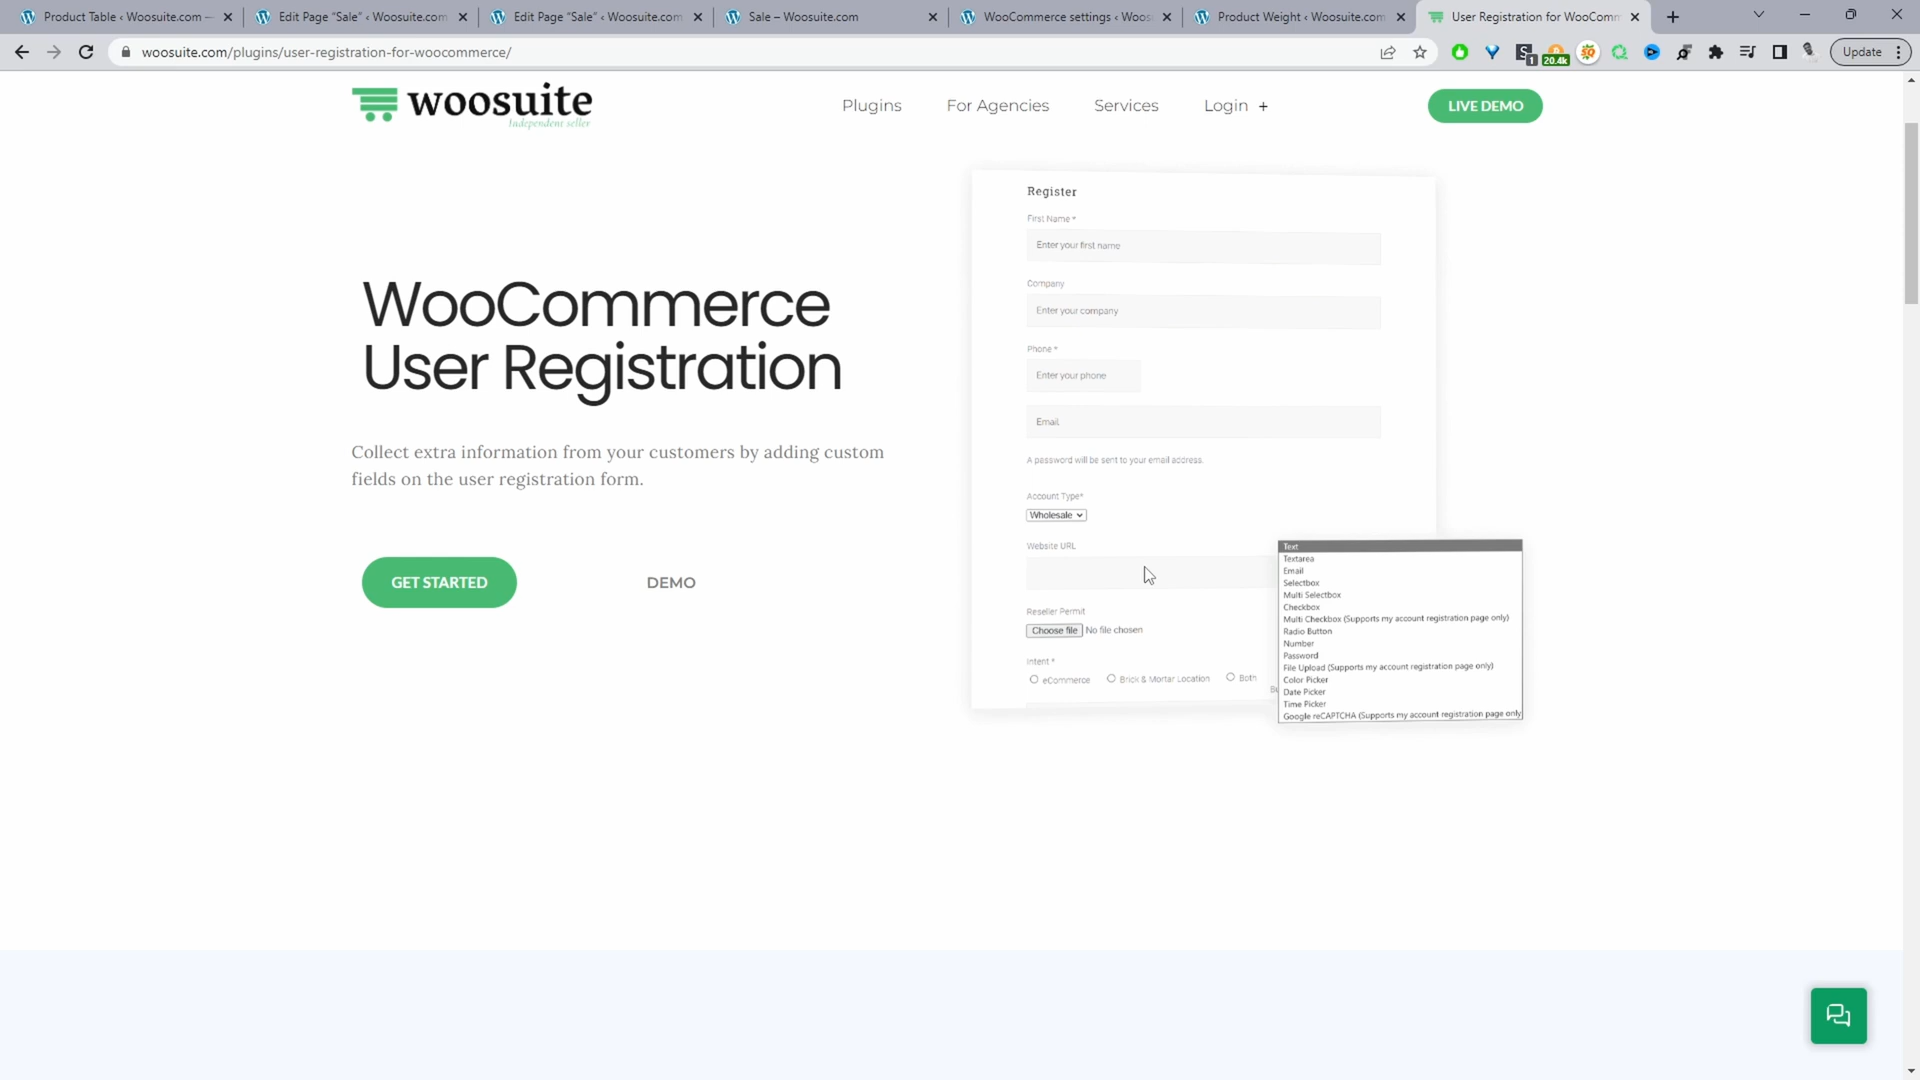 Product Table ‹ Woosuite.com —
Edit Page "Sale" ‹ Woosuite.com
Edit Page "Sale" ‹ Woosuite.com
Sale – Woosuite.com
WooCommerce settings ‹ Woos
Product Weight ‹ Woosuite.com
User Registration for WooComm
woosuite.com/plugins/user-registration-for-woocommerce/
1
20.4k
Update
woosuite
Independent seller
Plugins
For Agencies
Services
Login +
LIVE DEMO
WooCommerce
User Registration
Collect extra information from your customers by adding custom
fields on the user registration form.
GET STARTED
DEMO
Register
First Name *
Enter your first name
Company
Enter your company
Phone *
Enter your phone
Email
A password will be sent to your email address.
Account Type*
Wholesale
Website URL
Reseller Permit
Choose file No file chosen
Intent *
eCommerce
Brick & Mortar Location
Both
Text
Textarea
Email
Selectbox
Multi Selectbox
Checkbox
Multi Checkbox (Supports my account registration page only)
Radio Button
Number
Password
File Upload (Supports my account registration page only)
Color Picker
Date Picker
Time Picker
Google reCAPTCHA (Supports my account registration page only